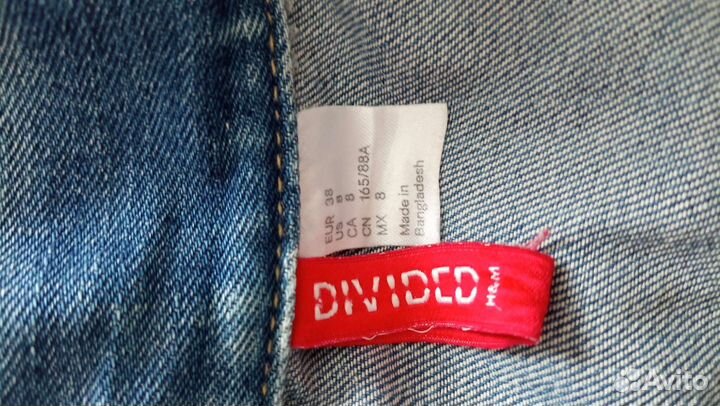 EUR 38
US 8
CA 8
CN 165/88A
MX 8
Made in
Bangladesh
DIVIDED
H&M
Avito